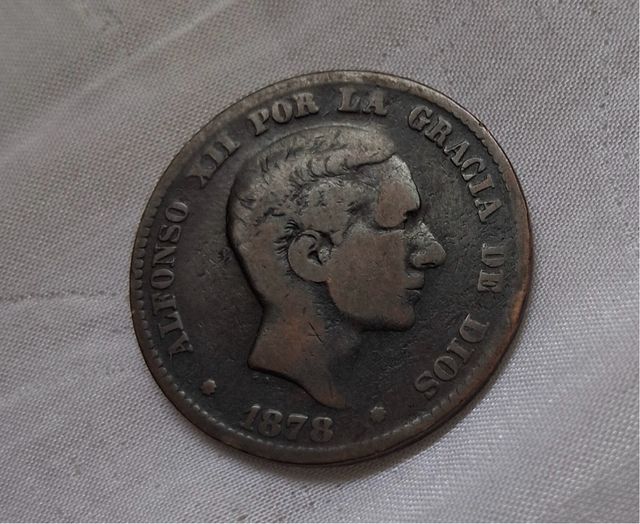 ALFONSO XII POR LA GRACIA DE DIOS
1878